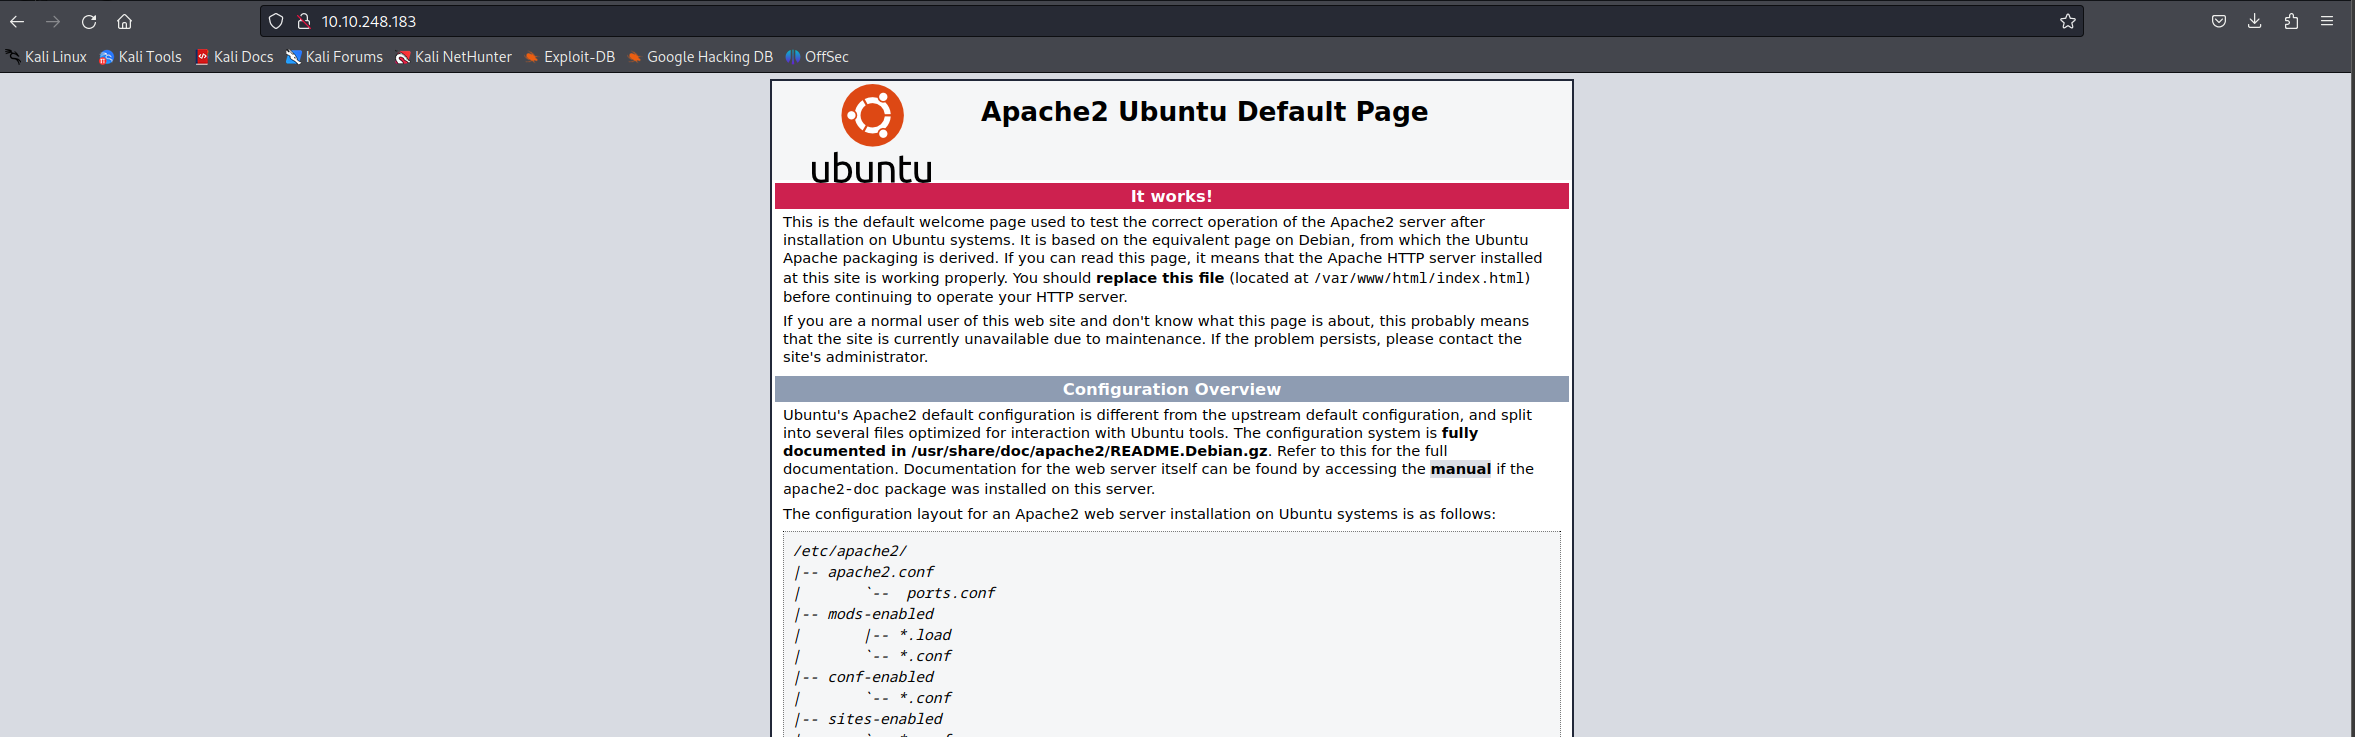 10.10.248.183
Kali Linux Kali Tools Kali Docs Kali Forums Kali NetHunter Exploit-DB Google Hacking DB OffSec
ubuntu
Apache2 Ubuntu Default Page
It works!
This is the default welcome page used to test the correct operation of the Apache2 server after
installation on Ubuntu systems. It is based on the equivalent page on Debian, from which the Ubuntu
Apache packaging is derived. If you can read this page, it means that the Apache HTTP server installed
at this site is working properly. You should replace this file (located at /var/www/html/index.html)
before continuing to operate your HTTP server.
If you are a normal user of this web site and don't know what this page is about, this probably means
that the site is currently unavailable due to maintenance. If the problem persists, please contact the
site's administrator.
Configuration Overview
Ubuntu's Apache2 default configuration is different from the upstream default configuration, and split
into several files optimized for interaction with Ubuntu tools. The configuration system is fully
documented in /usr/share/doc/apache2/README.Debian.gz. Refer to this for the full
documentation. Documentation for the web server itself can be found by accessing the manual if the
apache2-doc package was installed on this server.
The configuration layout for an Apache2 web server installation on Ubuntu systems is as follows:
/etc/apache2/
|-- apache2.conf
|       `--  ports.conf
|-- mods-enabled
|       |-- *.load
|       `-- *.conf
|-- conf-enabled
|       `-- *.conf
|-- sites-enabled